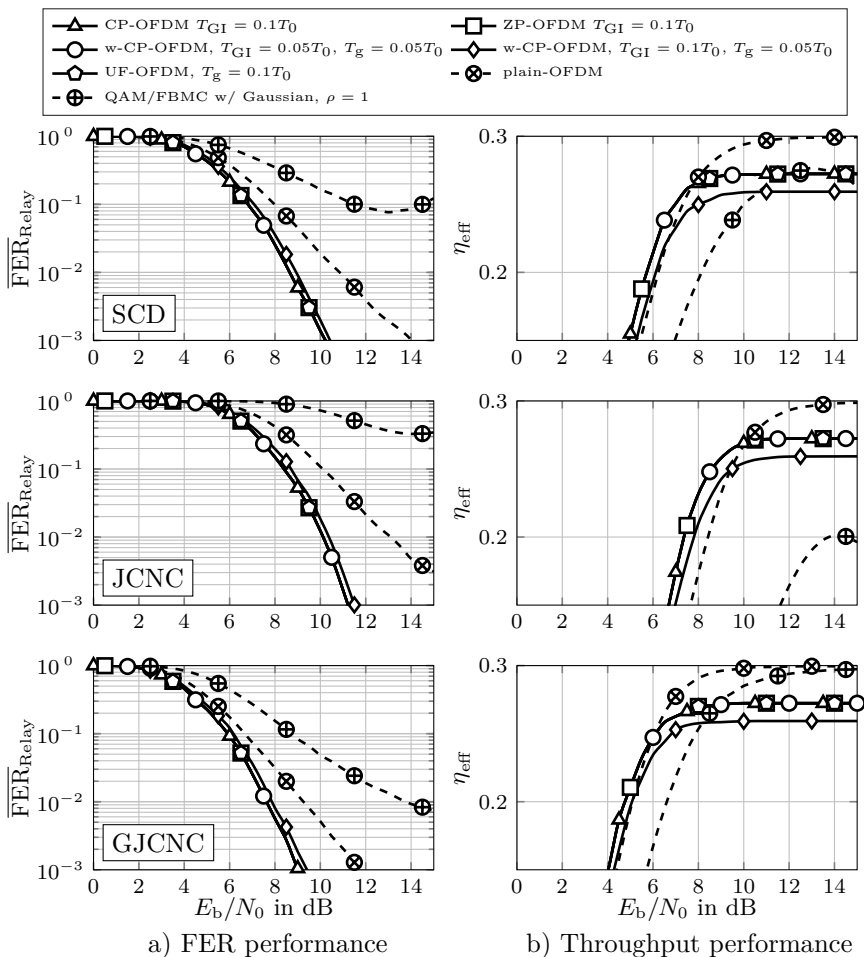 CP-OFDM T_GI = 0.1T_0
ZP-OFDM T_GI = 0.1T_0
w-CP-OFDM, T_GI = 0.05T_0, T_g = 0.05T_0
w-CP-OFDM, T_GI = 0.1T_0, T_g = 0.05T_0
UF-OFDM, T_g = 0.1T_0
plain-OFDM
QAM/FBMC w/ Gaussian, ρ = 1
10^0
10^−1
10^−2
10^−3
FER_Relay
SCD
0 2 4 6 8 10 12 14
0.3
0.2
η_eff
0 2 4 6 8 10 12 14
10^0
10^−1
10^−2
10^−3
FER_Relay
JCNC
0 2 4 6 8 10 12 14
0.3
0.2
η_eff
0 2 4 6 8 10 12 14
10^0
10^−1
10^−2
10^−3
FER_Relay
GJCNC
0 2 4 6 8 10 12 14
E_b/N_0 in dB
0.3
0.2
η_eff
0 2 4 6 8 10 12 14
E_b/N_0 in dB
a) FER performance
b) Throughput performance